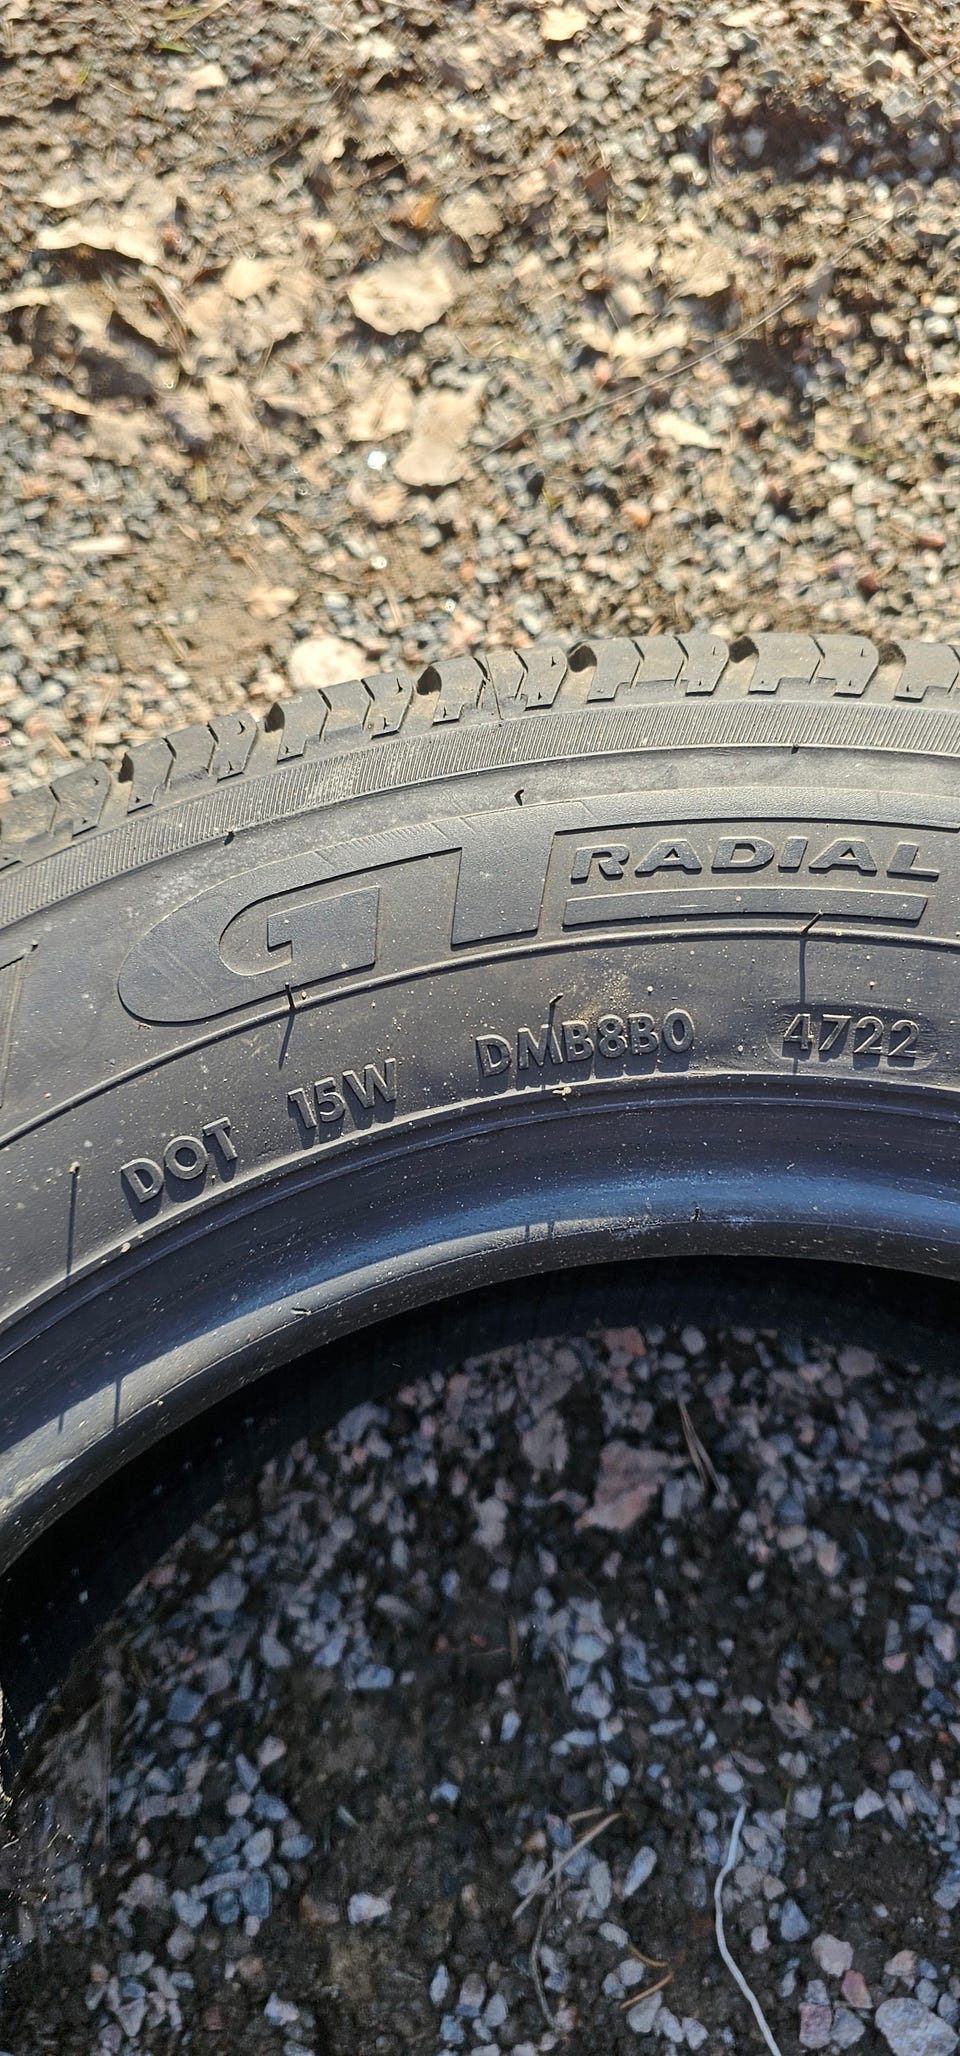 GT RADIAL
DOT 15W DMB8B0 4722